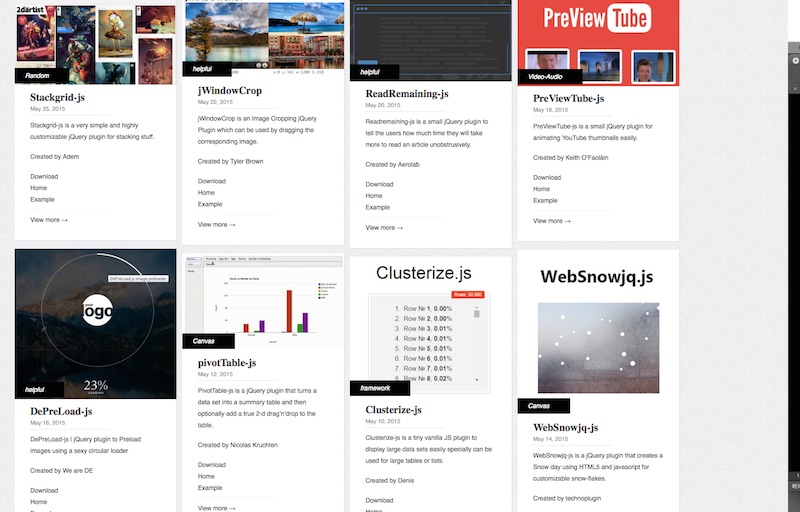 2dartist
Random
Stackgrid-js
May 25, 2015
Stackgrid-js is a very simple and highly
customizable jQuery plugin for stacking stuff.
Created by Adem
Download
Home
Example
View more →
helpful
jWindowCrop
May 22, 2015
jWindowCrop is an Image Cropping jQuery
Plugin which can be used by dragging the
corresponding image.
Created by Tyler Brown
Download
Home
Example
View more →
helpful
ReadRemaining-js
May 20, 2015
Readremaining-js is a small jQuery plugin to
tell the users how much time they will take
more to read an article unobstrusively.
Created by Aerolab
Download
Home
Example
View more →
PreView Tube
Video-Audio
PreViewTube-js
May 18, 2015
PreViewTube-js is a small jQuery plugin for
animating YouTube thumbnails easily.
Created by Keith O'Faoláin
Download
Home
Example
View more →
DePreLoad.js image preloader
your
logo
23%
LOADING
helpful
DePreLoad-js
May 16, 2015
DePreLoad-js | jQuery plugin to Preload
images using a sexy circular loader
Created by We are DE
Download
Home
Example
Canvas
pivotTable-js
May 12, 2015
PivotTable-js is a jQuery plugin that turns a
data set into a summary table and then
optionally add a true 2-d drag'n'drop to the
table.
Created by Nicolas Kruchten
Download
Home
Example
View more →
Clusterize.js
Rows: 50.000
1. Row № 1, 0.00%
2. Row № 2, 0.00%
3. Row № 3, 0.01%
4. Row № 4, 0.01%
5. Row № 5, 0.01%
6. Row № 6, 0.01%
7. Row № 7, 0.01%
8. Row № 8, 0.02%
framework
Clusterize-js
May 10, 2015
Clusterize-js is a tiny vanilla JS plugin to
display large data sets easily specially can be
used for large tables or lists.
Created by Denis
Download
Home
WebSnowjq.js
Canvas
WebSnowjq-js
May 14, 2015
WebSnowjq-js is a jQuery plugin that creates a
Snow day using HTML5 and javascript for
customizable snow-flakes.
Created by technoplugin